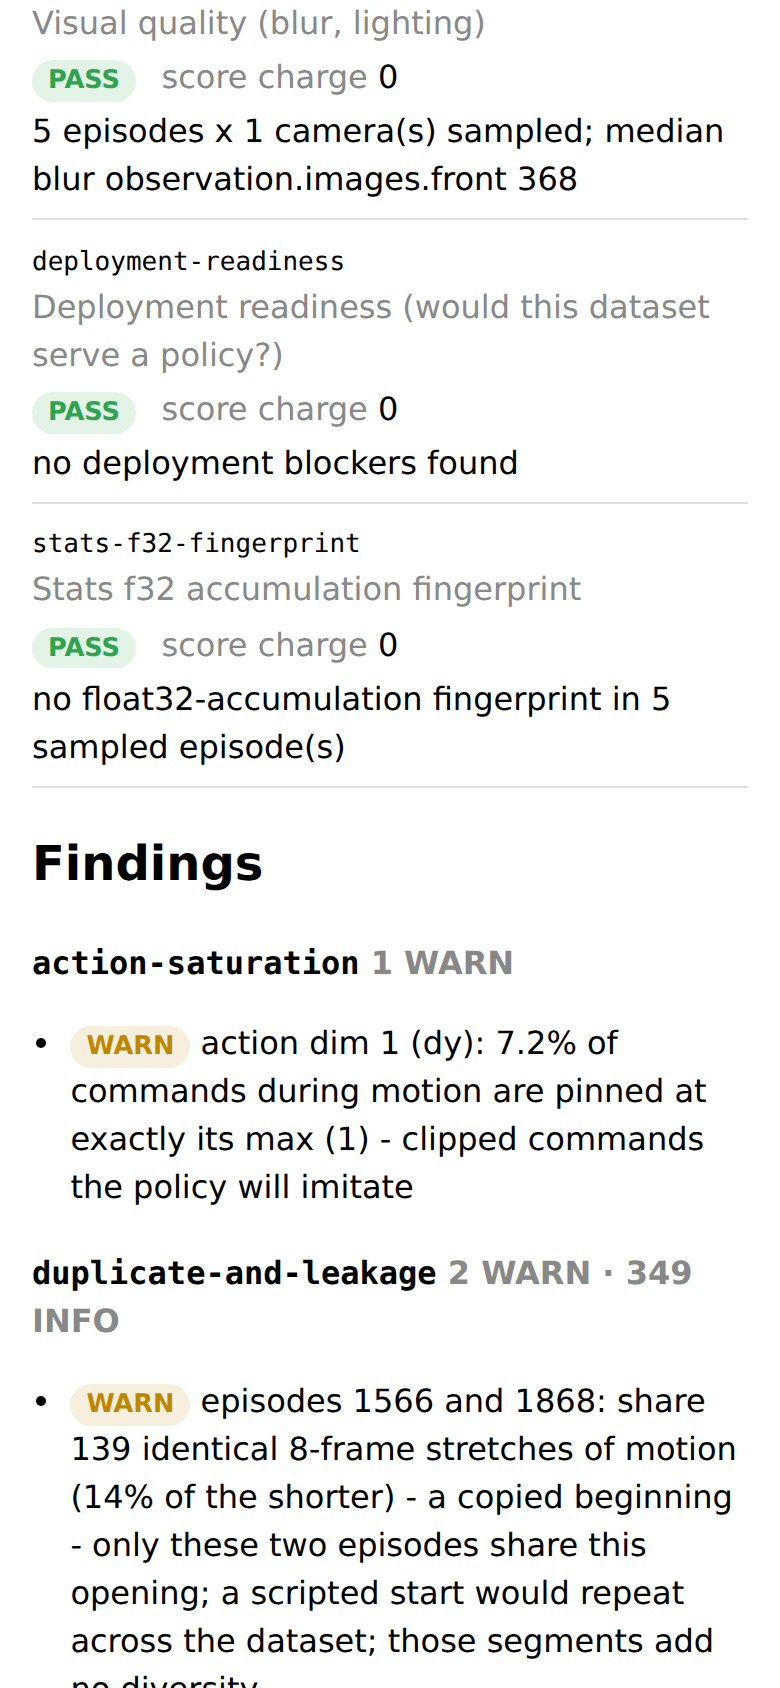 Visual quality (blur, lighting)
PASS score charge 0
5 episodes x 1 camera(s) sampled; median
blur observation.images.front 368
deployment-readiness
Deployment readiness (would this dataset
serve a policy?)
PASS score charge 0
no deployment blockers found
stats-f32-fingerprint
Stats f32 accumulation fingerprint
PASS score charge 0
no float32-accumulation fingerprint in 5
sampled episode(s)
Findings
action-saturation 1 WARN
• WARN action dim 1 (dy): 7.2% of
commands during motion are pinned at
exactly its max (1) - clipped commands
the policy will imitate
duplicate-and-leakage 2 WARN · 349
INFO
• WARN episodes 1566 and 1868: share
139 identical 8-frame stretches of motion
(14% of the shorter) - a copied beginning
- only these two episodes share this
opening; a scripted start would repeat
across the dataset; those segments add
no diversity